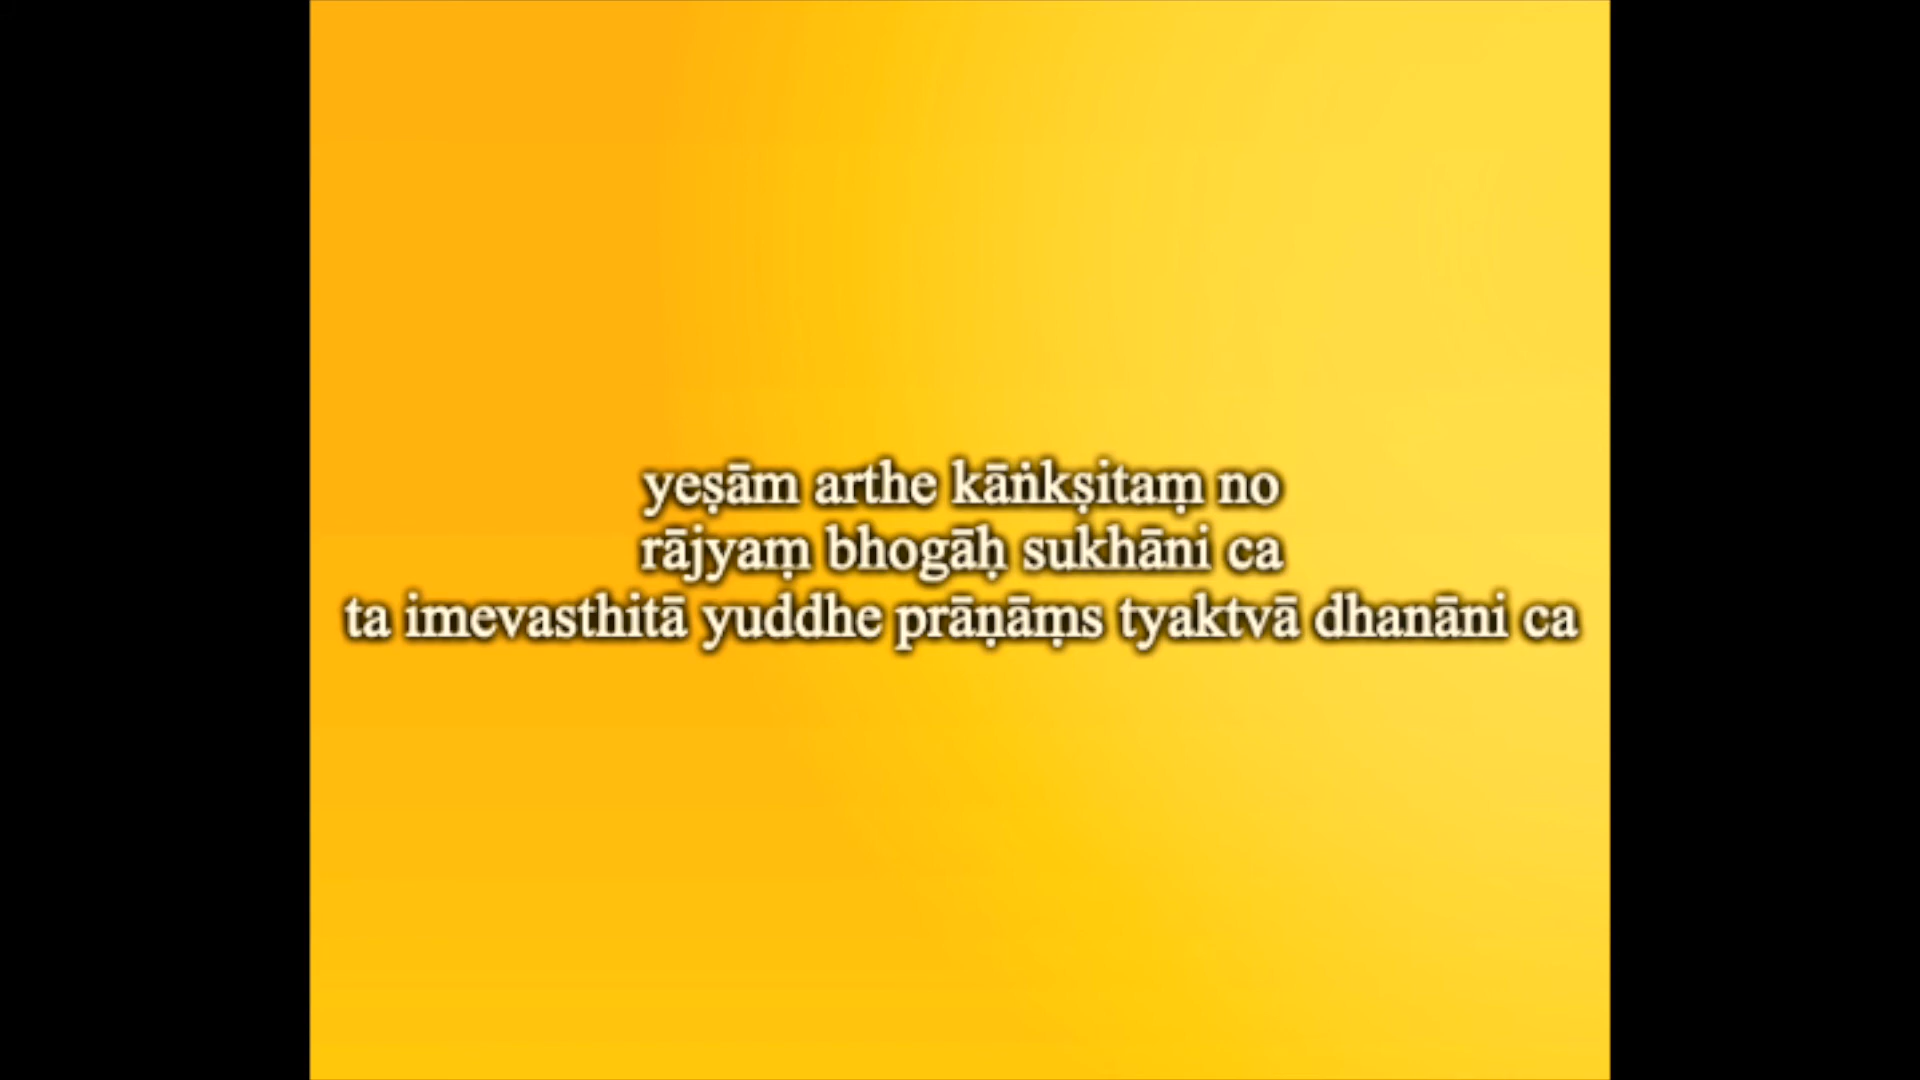 yeṣām arthe kāṅkṣitaṃ no
rājyaṃ bhogāḥ sukhāni ca
ta imevasthitā yuddhe prāṇāṃs tyaktvā dhanāni ca